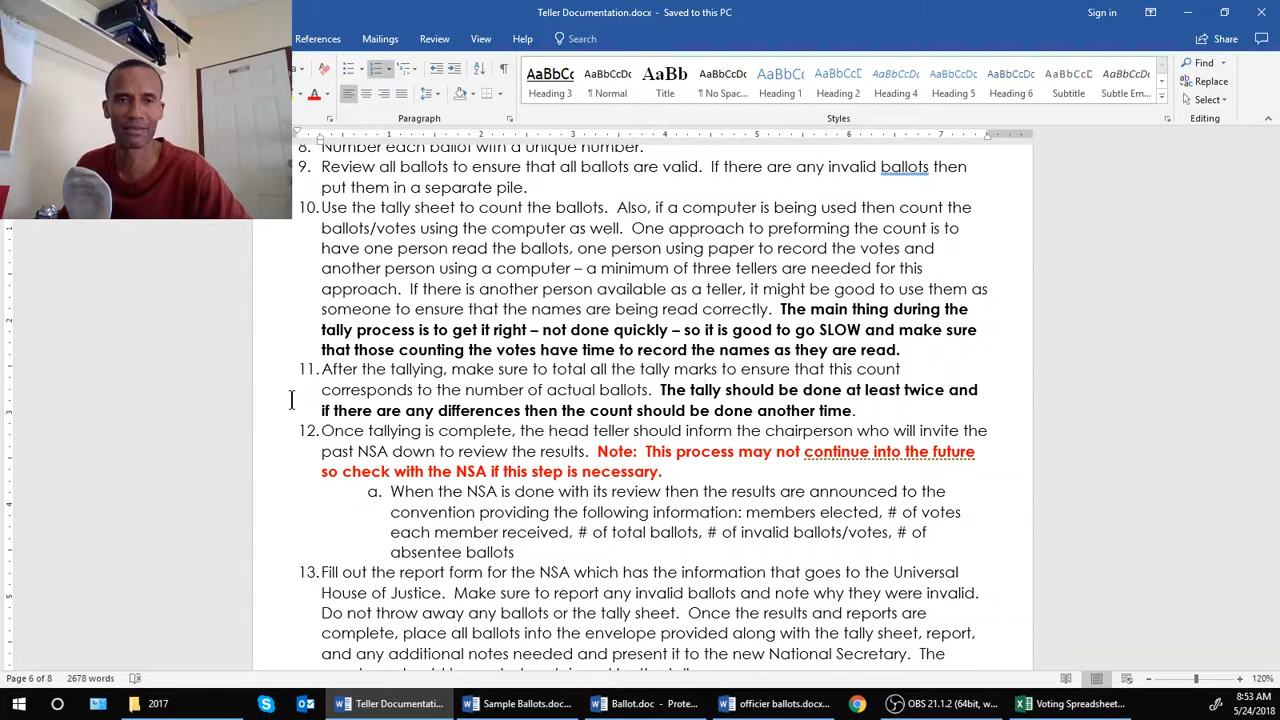 Teller Documentation.docx - Saved to this PC
Sign in
References Mailings Review View Help Search Share
AaBbCc AaBbCcDc AaBb AaBbCcDc AaBbC AaBbCcD AaBbCcD AaBbCcDc AaBbCcDc AaBbCcDc AaBbCcDc
Heading 3 ¶ Normal Title ¶ No Spac... Heading 1 Heading 2 Heading 4 Heading 5 Heading 6 Subtitle Subtle Em...
Find
Replace
Select
Paragraph Styles Editing
1 2 3 4 5 6 7
8. Number each ballot with a unique number.
9. Review all ballots to ensure that all ballots are valid. If there are any invalid ballots then
put them in a separate pile.
10. Use the tally sheet to count the ballots. Also, if a computer is being used then count the
ballots/votes using the computer as well. One approach to preforming the count is to
have one person read the ballots, one person using paper to record the votes and
another person using a computer – a minimum of three tellers are needed for this
approach. If there is another person available as a teller, it might be good to use them as
someone to ensure that the names are being read correctly. The main thing during the
tally process is to get it right – not done quickly – so it is good to go SLOW and make sure
that those counting the votes have time to record the names as they are read.
11. After the tallying, make sure to total all the tally marks to ensure that this count
corresponds to the number of actual ballots. The tally should be done at least twice and
if there are any differences then the count should be done another time.
12. Once tallying is complete, the head teller should inform the chairperson who will invite the
past NSA down to review the results. Note: This process may not continue into the future
so check with the NSA if this step is necessary.
a. When the NSA is done with its review then the results are announced to the
convention providing the following information: members elected, # of votes
each member received, # of total ballots, # of invalid ballots/votes, # of
absentee ballots
13. Fill out the report form for the NSA which has the information that goes to the Universal
House of Justice. Make sure to report any invalid ballots and note why they were invalid.
Do not throw away any ballots or the tally sheet. Once the results and reports are
complete, place all ballots into the envelope provided along with the tally sheet, report,
and any additional notes needed and present it to the new National Secretary. The
Page 6 of 8 2678 words 120%
2017 Teller Documentati... Sample Ballots.docx... Ballot.doc - Prote... officier ballots.docx... OBS 21.1.2 (64bit, w... Voting Spreadsheet...
8:53 AM
5/24/2018